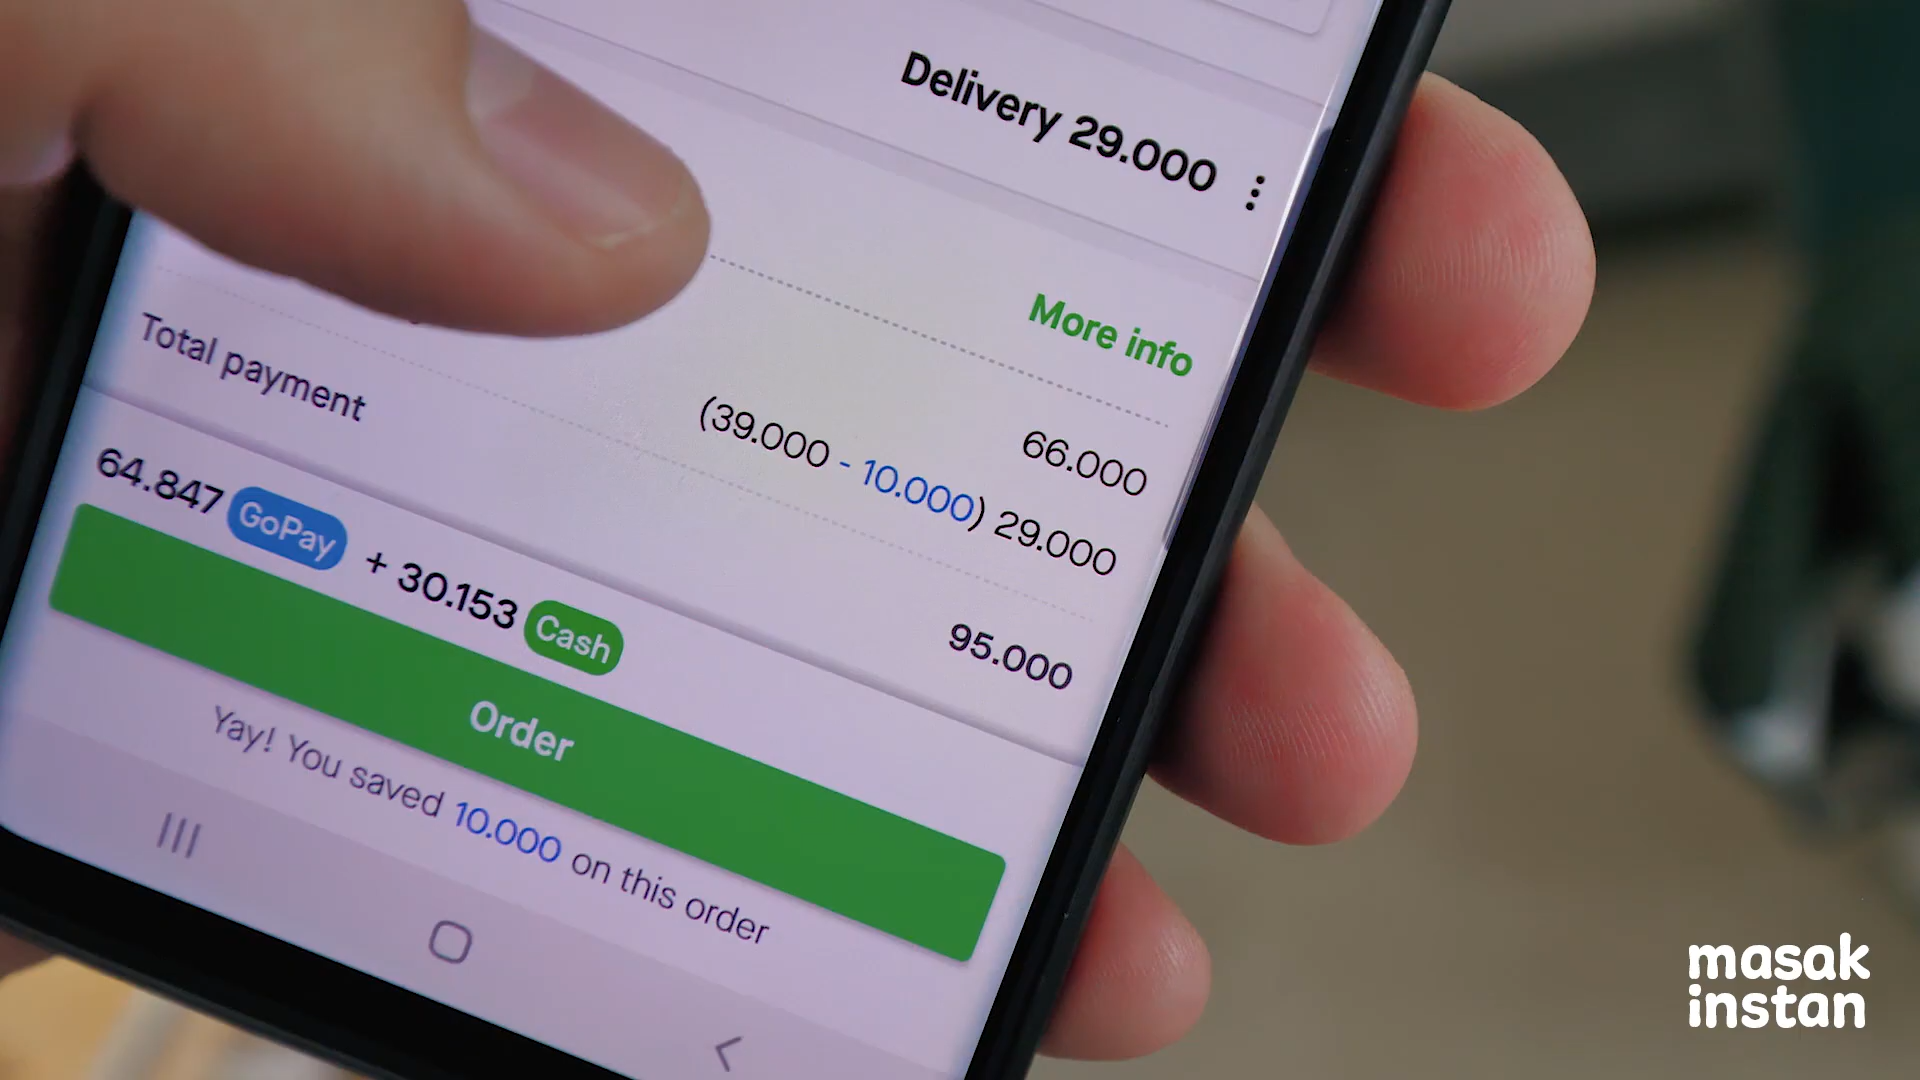 Delivery 29.000
More info
66.000
(39.000 - 10.000) 29.000
Total payment
95.000
64.847 GoPay + 30.153 Cash
Order
Yay! You saved 10.000 on this order
masak
instan